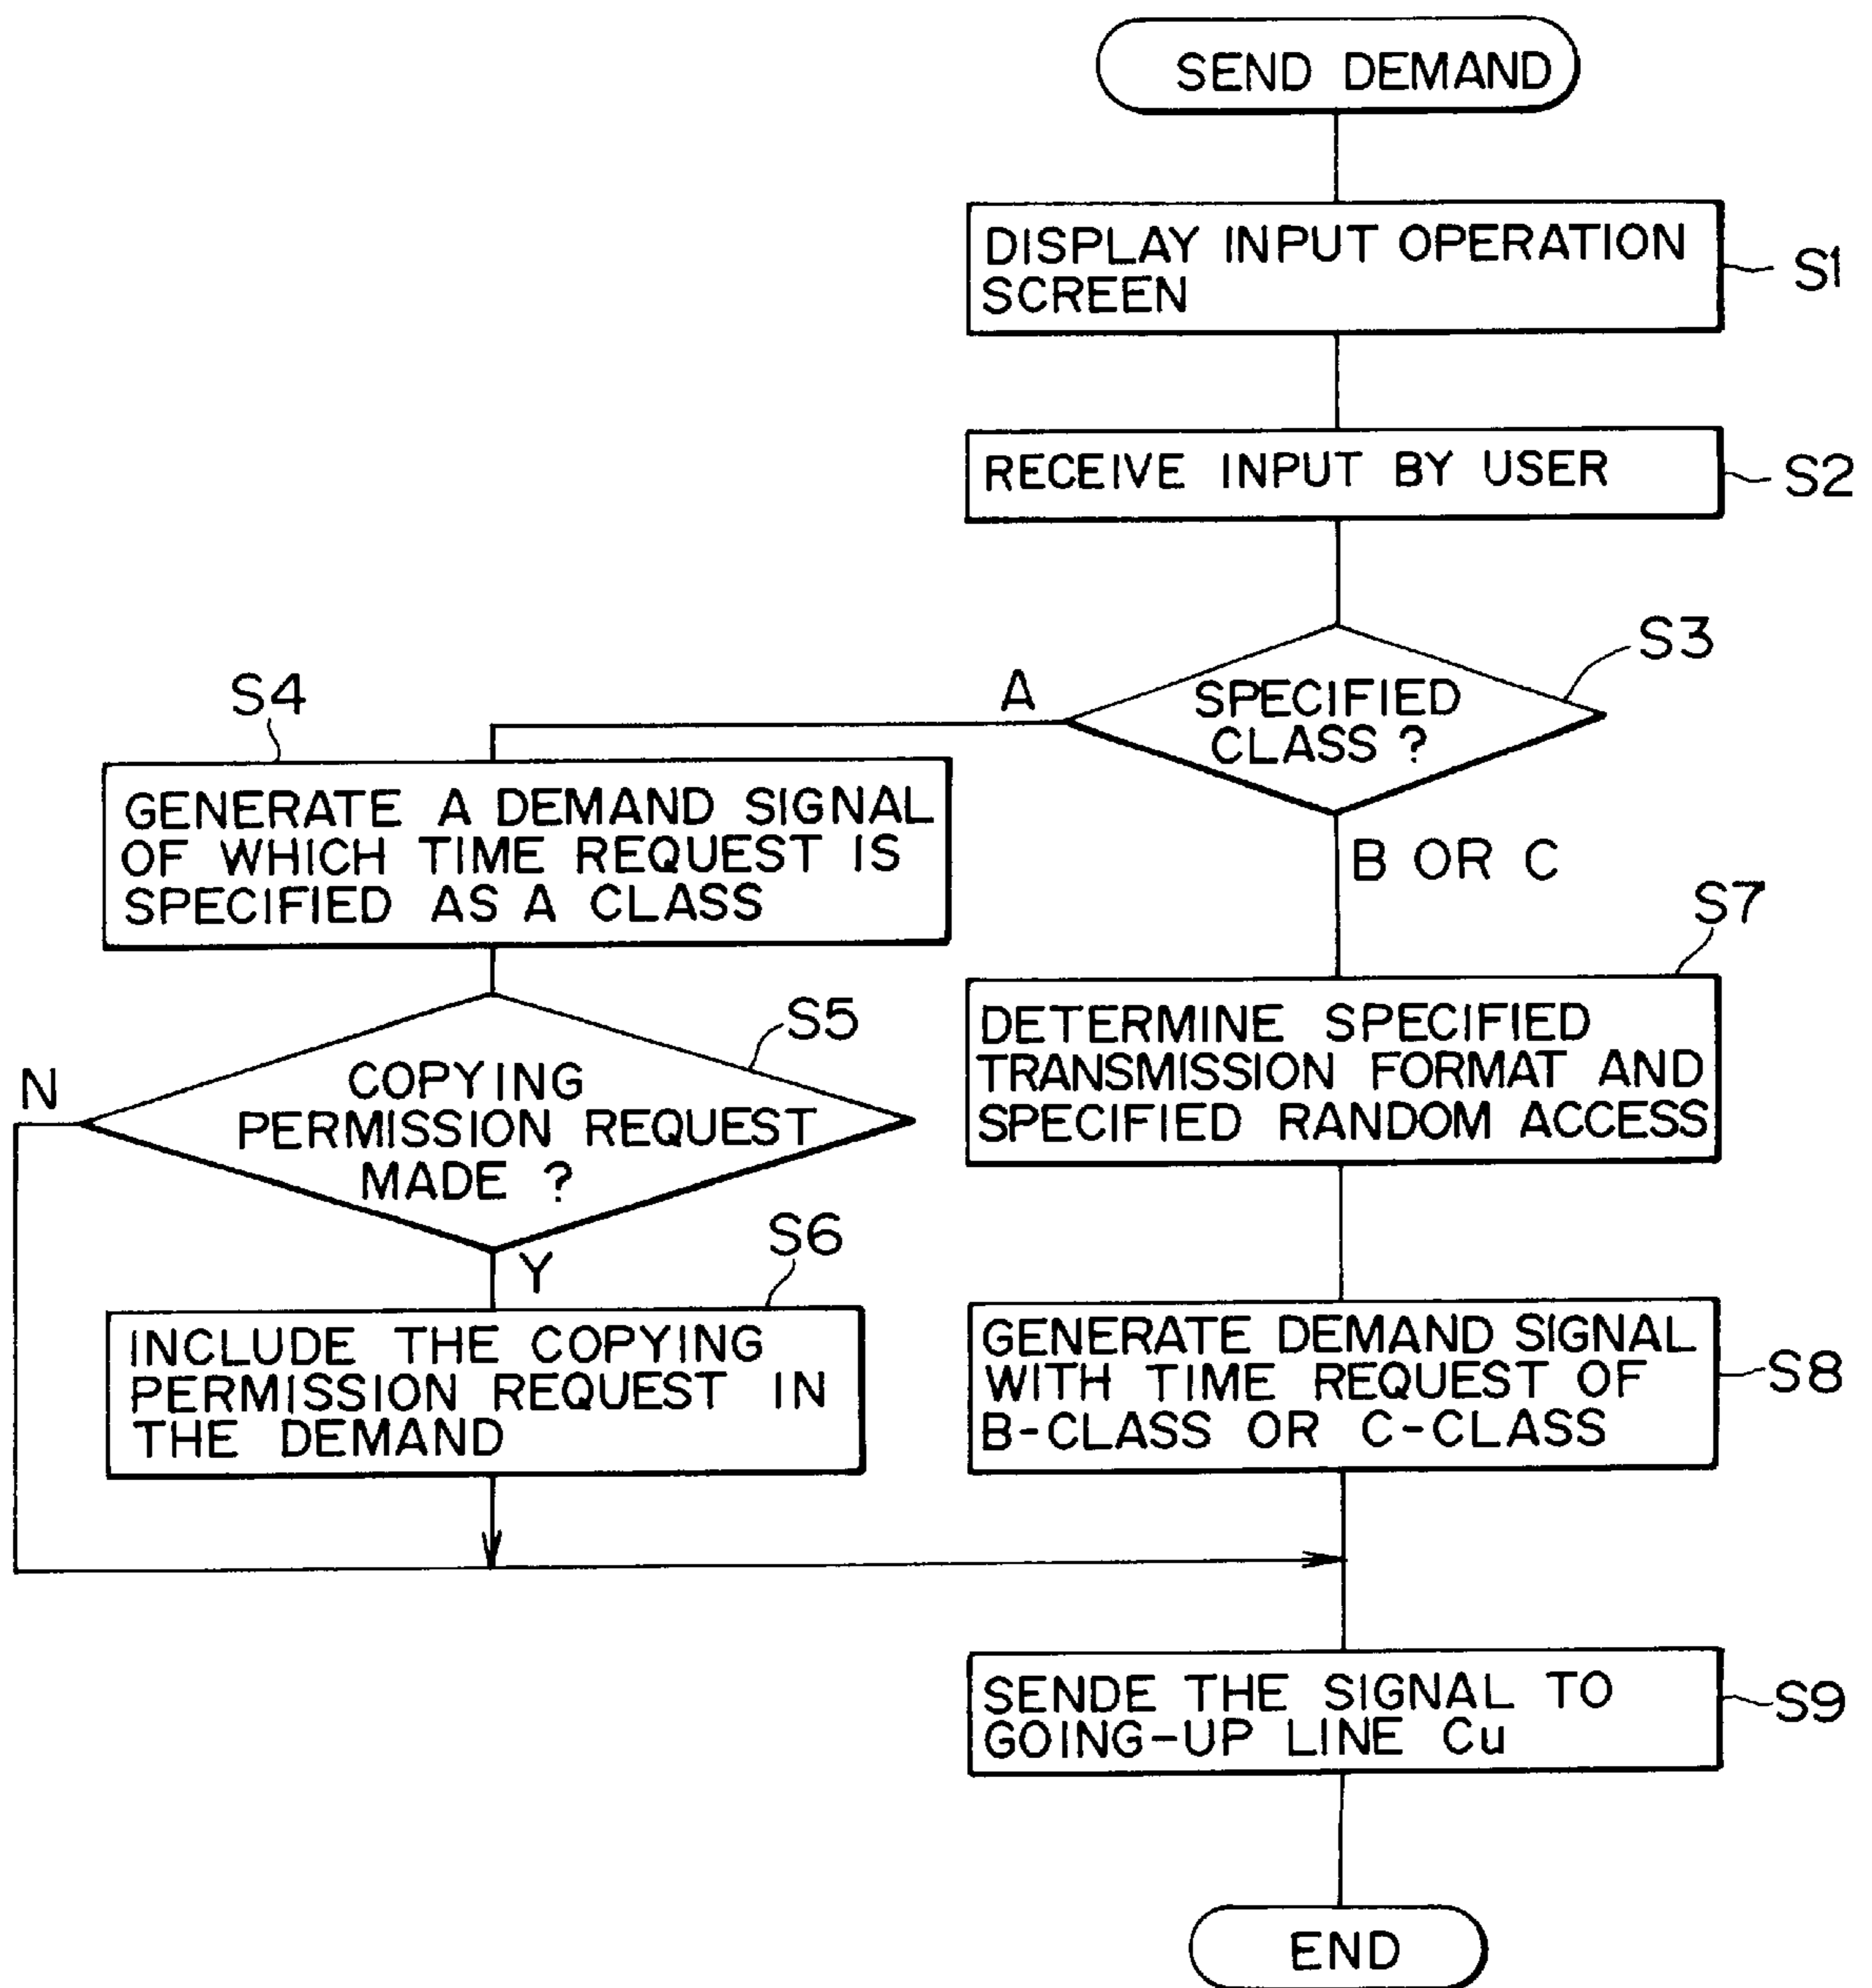 SEND DEMAND
DISPLAY INPUT OPERATION
SCREEN
S1
RECEIVE INPUT BY USER
S2
S3
SPECIFIED
CLASS ?
A
B OR C
S4
GENERATE A DEMAND SIGNAL
OF WHICH TIME REQUEST IS
SPECIFIED AS A CLASS
S5
COPYING
PERMISSION REQUEST
MADE ?
N
Y
S6
INCLUDE THE COPYING
PERMISSION REQUEST IN
THE DEMAND
S7
DETERMINE SPECIFIED
TRANSMISSION FORMAT AND
SPECIFIED RANDOM ACCESS
GENERATE DEMAND SIGNAL
WITH TIME REQUEST OF
B-CLASS OR C-CLASS
S8
SENDE THE SIGNAL TO
GOING-UP LINE Cu
S9
END